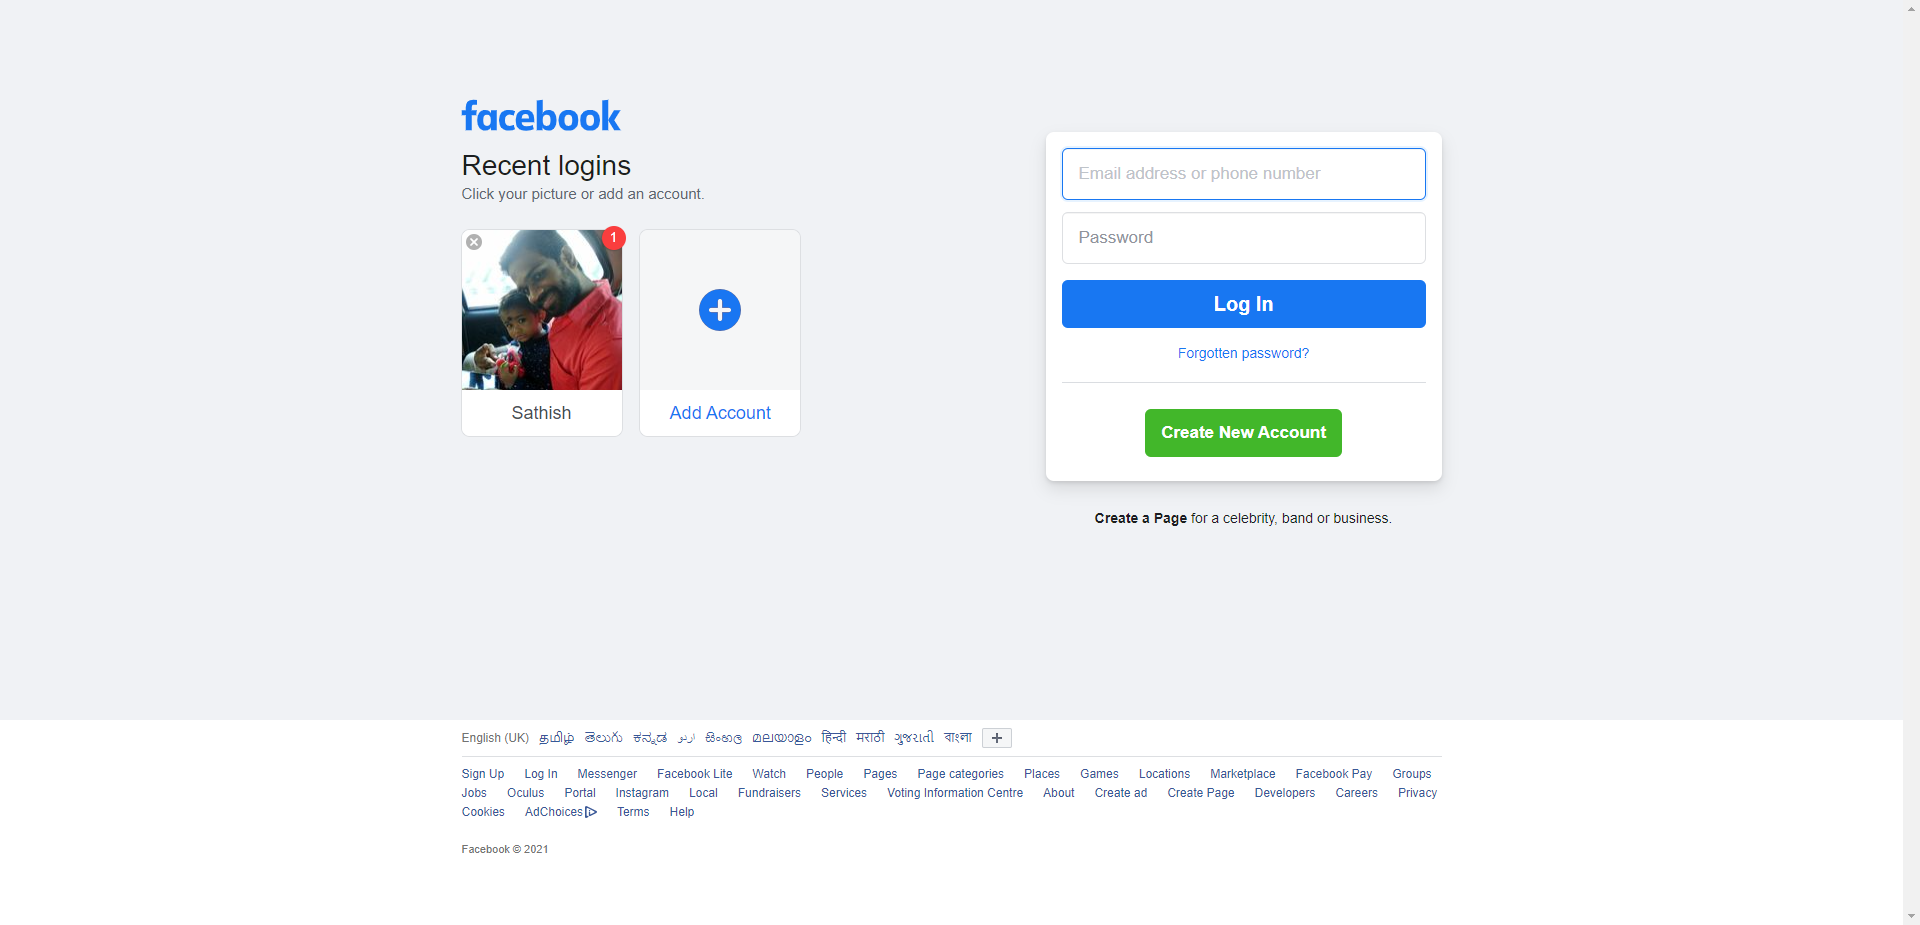 facebook
Recent logins
Click your picture or add an account.
1
Sathish
Add Account
Email address or phone number
Password
Log In
Forgotten password?
Create New Account
Create a Page for a celebrity, band or business.
English (UK) தமிழ் తెలుగు ಕನ್ನಡ اردو සිංහල മലയാളം हिन्दी मराठी ગુજરાતી বাংলা
Sign Up Log In Messenger Facebook Lite Watch People Pages Page categories Places Games Locations Marketplace Facebook Pay Groups
Jobs Oculus Portal Instagram Local Fundraisers Services Voting Information Centre About Create ad Create Page Developers Careers Privacy
Cookies AdChoices Terms Help
Facebook © 2021